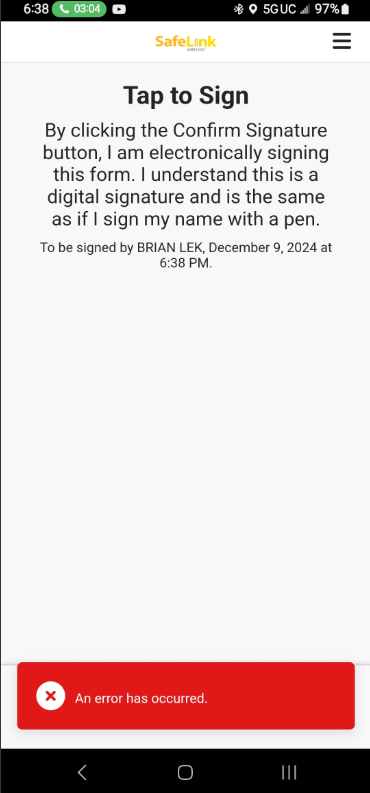 6:38 03:04 5G UC 97%
SafeLink
WIRELESS
Tap to Sign
By clicking the Confirm Signature
button, I am electronically signing
this form. I understand this is a
digital signature and is the same
as if I sign my name with a pen.
To be signed by BRIAN LEK, December 9, 2024 at
6:38 PM.
An error has occurred.